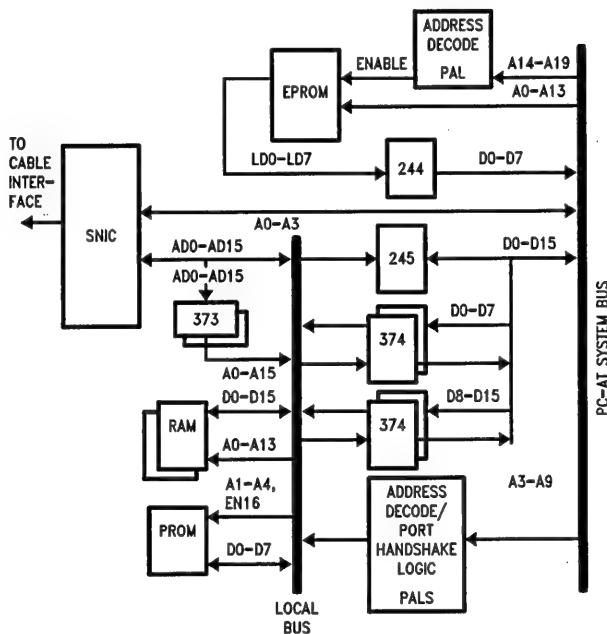 ADDRESS
DECODE
PAL
ENABLE
A14-A19
EPROM
A0-A13
TO
CABLE
INTER-
FACE
LD0-LD7
244
D0-D7
SNIC
A0-A3
AD0-AD15
245
D0-D15
AD0-AD15
373
374
D0-D7
A0-A15
D0-D15
RAM
374
D8-D15
A0-A13
A1-A4,
EN16
PROM
D0-D7
ADDRESS
DECODE/
PORT
HANDSHAKE
LOGIC
PALS
A3-A9
LOCAL
BUS
PC-AT SYSTEM BUS